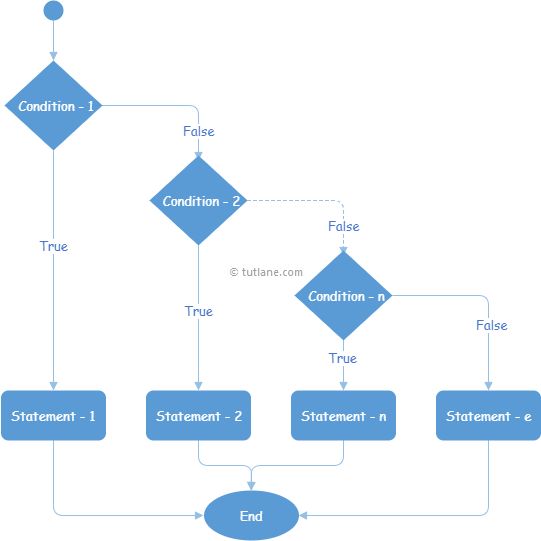 Condition - 1
False
Condition - 2
False
True
© tutlane.com
Condition - n
True
False
True
Statement - 1
Statement - 2
Statement - n
Statement - e
End